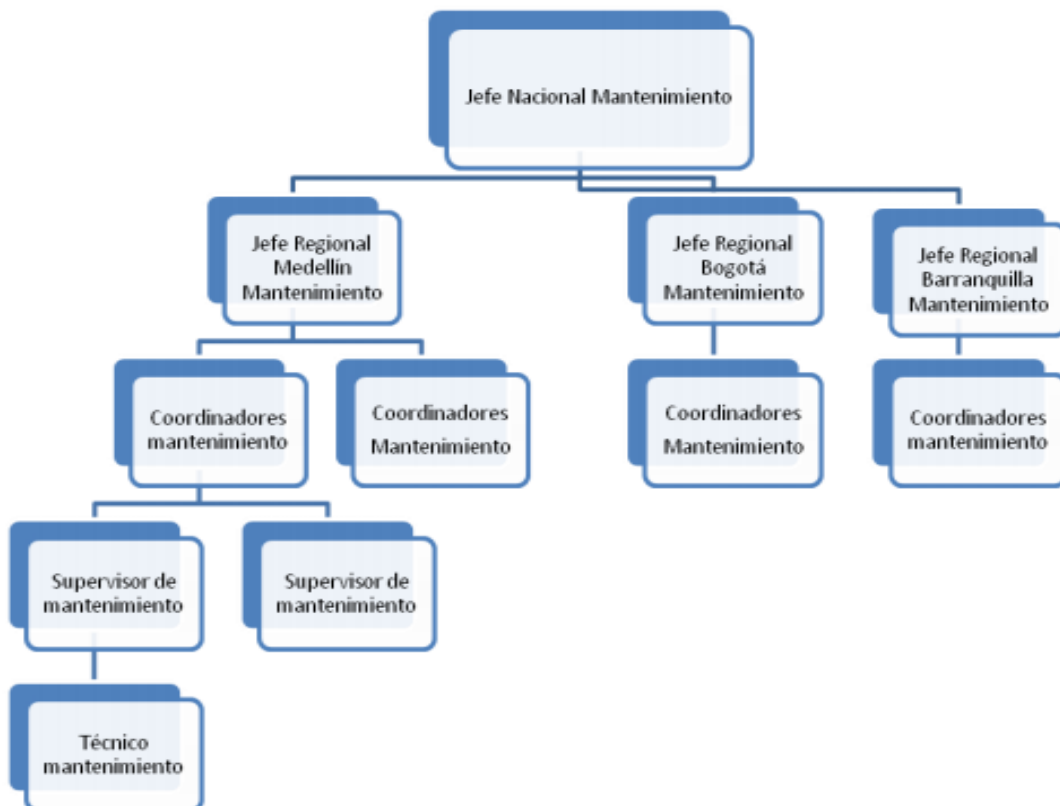 Jefe Nacional Mantenimiento
Jefe Regional
Medellín
Mantenimiento
Jefe Regional
Bogotá
Mantenimiento
Jefe Regional
Barranquilla
Mantenimiento
Coordinadores
mantenimiento
Coordinadores
Mantenimiento
Coordinadores
Mantenimiento
Coordinadores
mantenimiento
Supervisor de
mantenimiento
Supervisor de
mantenimiento
Técnico
mantenimiento